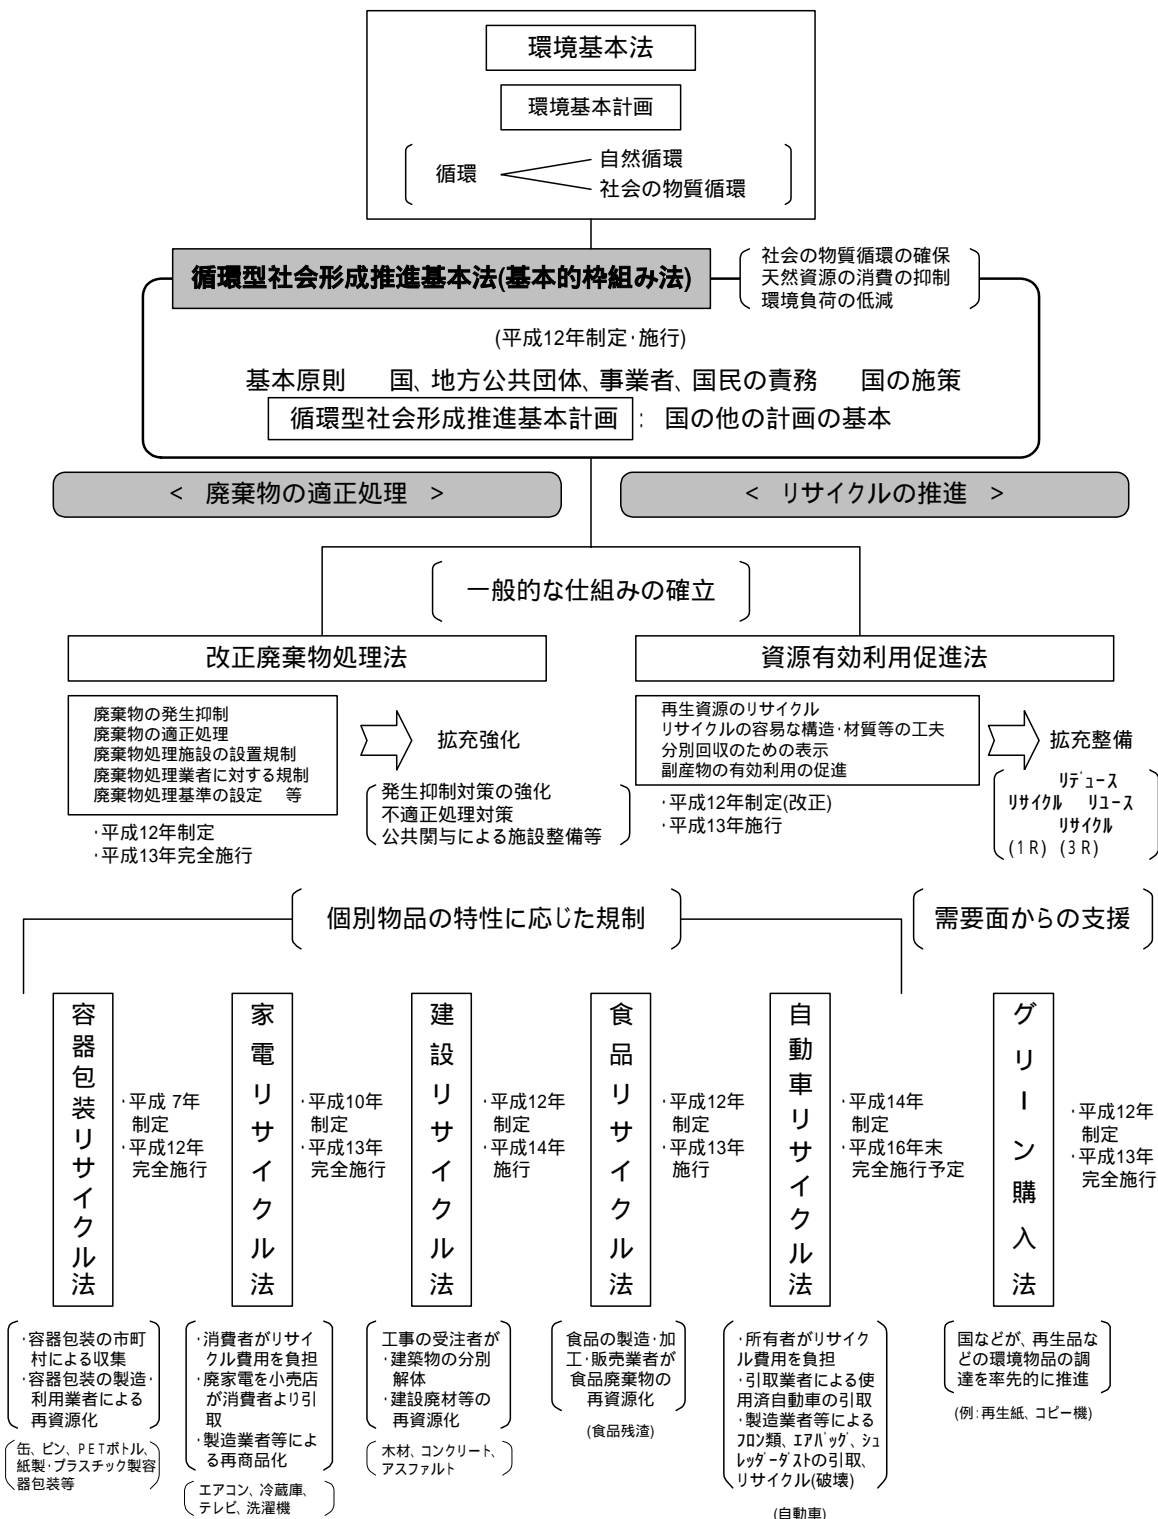 環境基本法
環境基本計画
循環
自然循環
社会の物質循環
循環型社会形成推進基本法(基本的枠組み法)
社会の物質循環の確保
天然資源の消費の抑制
環境負荷の低減
(平成12年制定・施行)
基本原則　国、地方公共団体、事業者、国民の責務　国の施策
循環型社会形成推進基本計画 : 国の他の計画の基本
< 廃棄物の適正処理 >
< リサイクルの推進 >
一般的な仕組みの確立
改正廃棄物処理法
廃棄物の発生抑制
廃棄物の適正処理
廃棄物処理施設の設置規制
廃棄物処理業者に対する規制
廃棄物処理基準の設定　等
拡充強化
発生抑制対策の強化
不適正処理対策
公共関与による施設整備等
・平成12年制定
・平成13年完全施行
資源有効利用促進法
再生資源のリサイクル
リサイクルの容易な構造・材質等の工夫
分別回収のための表示
副産物の有効利用の促進
拡充整備
・平成12年制定(改正)
・平成13年施行
リデュース
リサイクル　リユース
リサイクル
(1R) (3R)
個別物品の特性に応じた規制
需要面からの支援
容器包装リサイクル法
・平成 7年
制定
・平成12年
完全施行
・容器包装の市町
村による収集
・容器包装の製造・
利用業者による
再資源化
缶、ビン、PETボトル、
紙製・プラスチック製容
器包装等
家電リサイクル法
・平成10年
制定
・平成13年
完全施行
・消費者がリサイ
クル費用を負担
・廃家電を小売店
が消費者より引
取
・製造業者等によ
る再商品化
エアコン、冷蔵庫、
テレビ、洗濯機
建設リサイクル法
・平成12年
制定
・平成14年
施行
工事の受注者が
・建築物の分別
解体
・建設廃材等の
再資源化
木材、コンクリート、
アスファルト
食品リサイクル法
・平成12年
制定
・平成13年
施行
食品の製造・加
工・販売業者が
食品廃棄物の
再資源化
(食品残渣)
自動車リサイクル法
・平成14年
制定
・平成16年末
完全施行予定
・所有者がリサイク
ル費用を負担
・引取業者による使
用済自動車の引取
・製造業者等による
フロン類、エアバッグ、シュ
レッダーダストの引取、
リサイクル(破壊)
(自動車)
グリーン購入法
・平成12年
制定
・平成13年
完全施行
国などが、再生品な
どの環境物品の調
達を率先的に推進
(例:再生紙、コピー機)